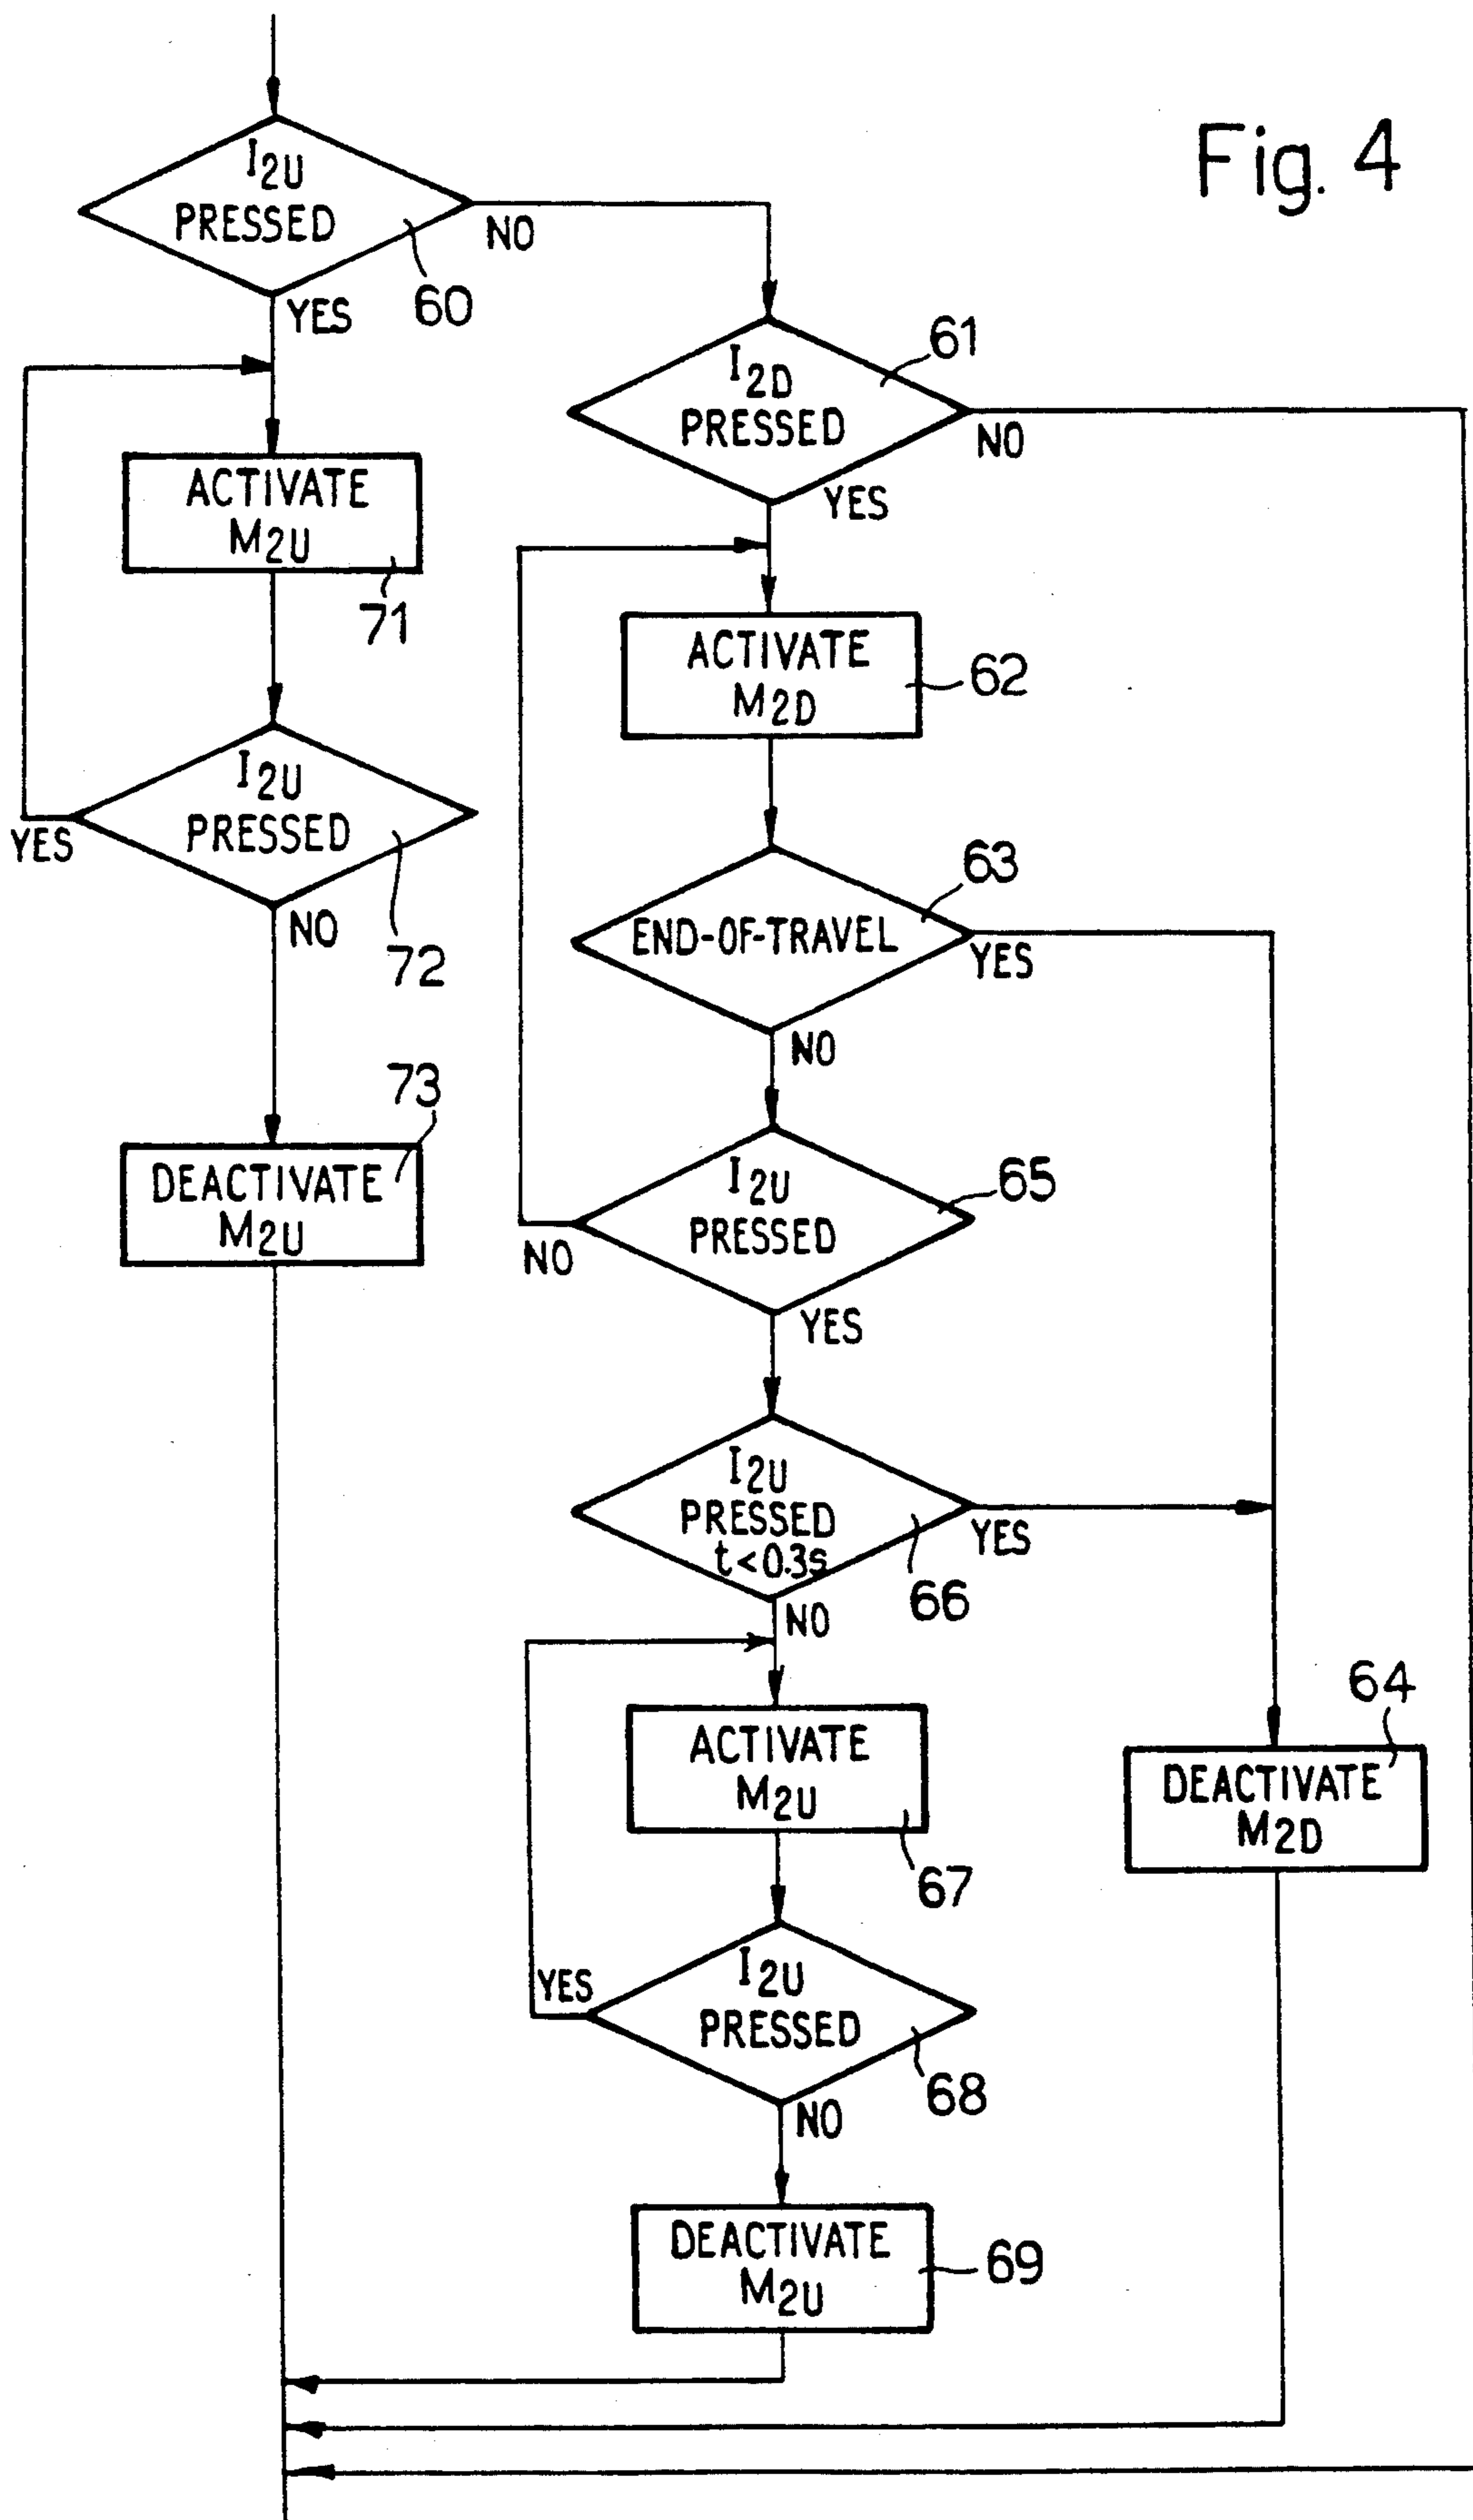 Fig. 4
I2U
PRESSED
60
NO
YES
I2D
PRESSED
61
NO
YES
ACTIVATE
M2U
71
ACTIVATE
M2D
62
I2U
PRESSED
72
YES
NO
END-OF-TRAVEL
63
YES
NO
DEACTIVATE
M2U
73
I2U
PRESSED
65
NO
YES
I2U
PRESSED
t<0.3s
66
YES
NO
ACTIVATE
M2U
67
DEACTIVATE
M2D
64
I2U
PRESSED
68
YES
NO
DEACTIVATE
M2U
69